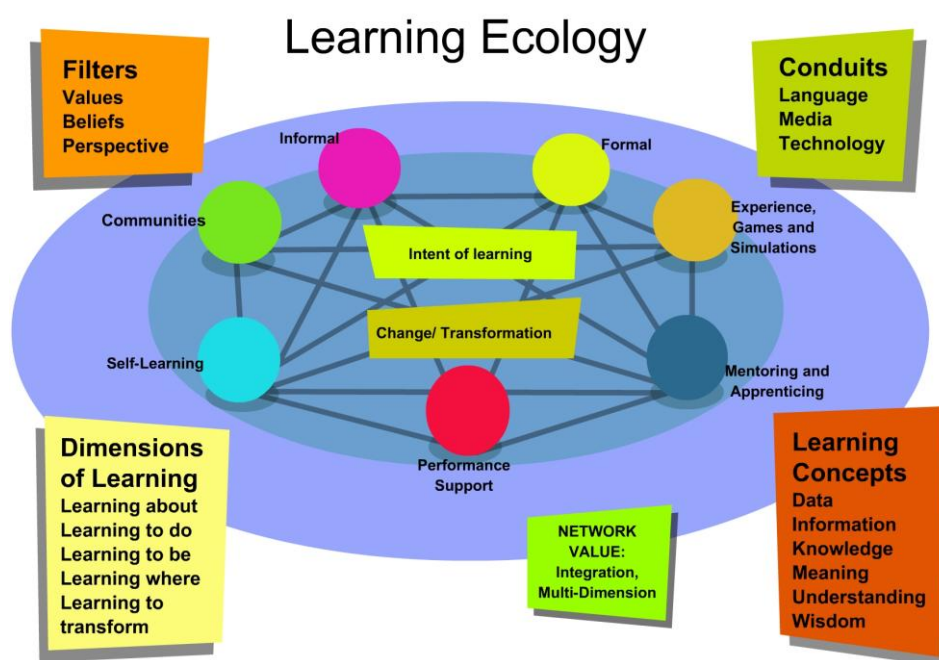 Learning Ecology
Filters
Values
Beliefs
Perspective
Conduits
Language
Media
Technology
Informal
Formal
Communities
Experience,
Games and
Simulations
Intent of learning
Change/ Transformation
Self-Learning
Mentoring and
Apprenticing
Performance
Support
Dimensions
of Learning
Learning about
Learning to do
Learning to be
Learning where
Learning to
transform
NETWORK
VALUE:
Integration,
Multi-Dimension
Learning
Concepts
Data
Information
Knowledge
Meaning
Understanding
Wisdom